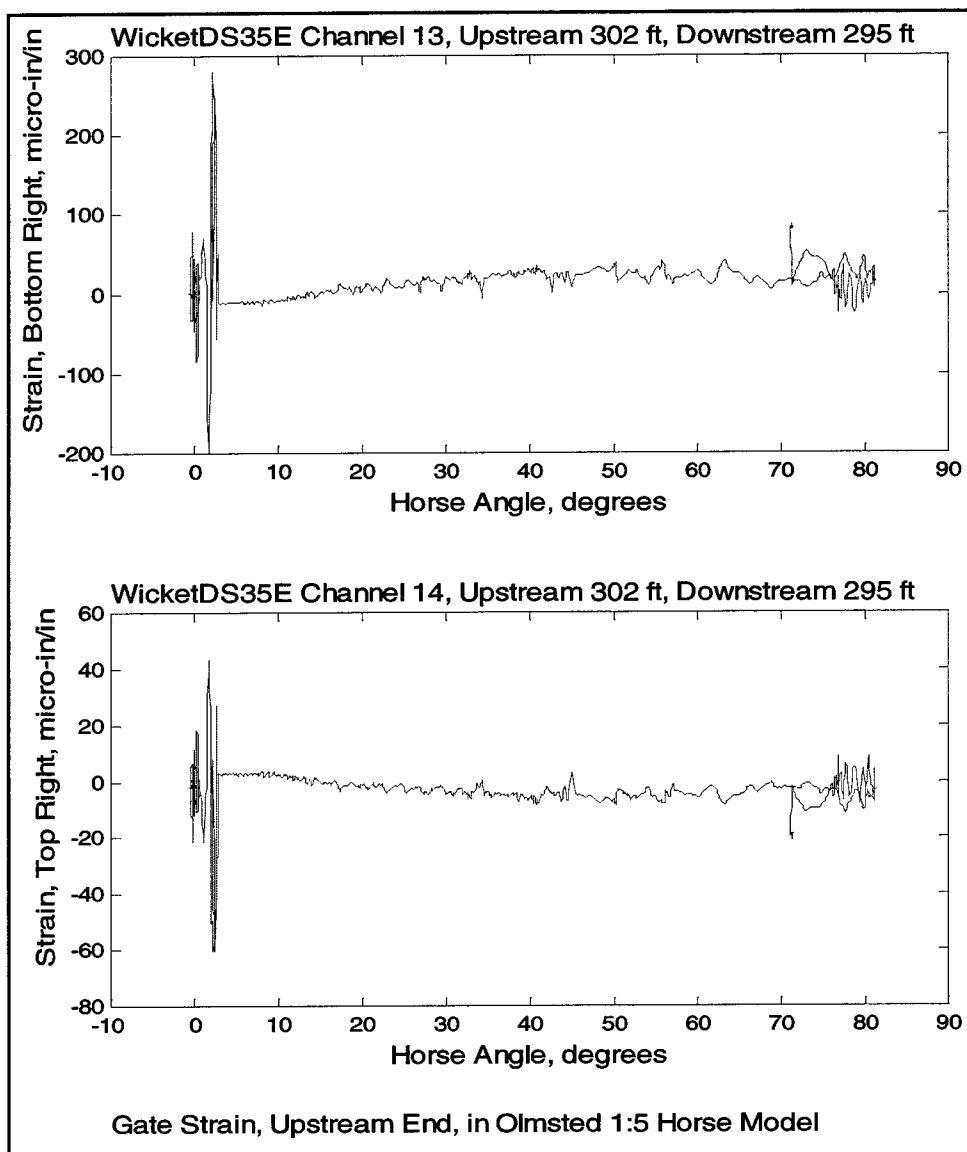 WicketDS35E Channel 13, Upstream 302 ft, Downstream 295 ft
Strain, Bottom Right, micro-in/in
300
200
100
0
-100
-200
-10 0 10 20 30 40 50 60 70 80 90
Horse Angle, degrees
WicketDS35E Channel 14, Upstream 302 ft, Downstream 295 ft
Strain, Top Right, micro-in/in
60
40
20
0
-20
-40
-60
-80
-10 0 10 20 30 40 50 60 70 80 90
Horse Angle, degrees
Gate Strain, Upstream End, in Olmsted 1:5 Horse Model